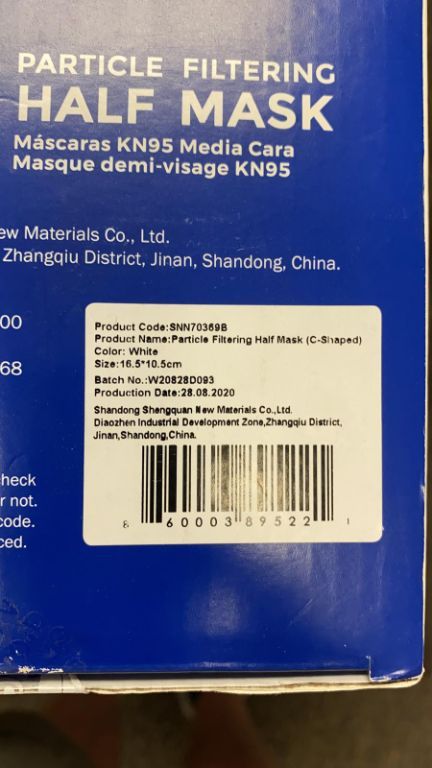 PARTICLE FILTERING
HALF MASK
Máscaras KN95 Media Cara
Masque demi-visage KN95
ew Materials Co., Ltd.
Zhangqiu District, Jinan, Shandong, China.
00
68
Product Code:SNN70369B
Product Name:Particle Filtering Half Mask (C-Shaped)
Color: White
Size:16.5*10.5cm
Batch No.:W20828D093
Production Date:28.08.2020
Shandong Shengquan New Materials Co.,Ltd.
Diaozhen Industrial Development Zone,Zhangqiu District,
Jinan,Shandong,China.
8 60003 89522 1
check
r not.
code.
ced.